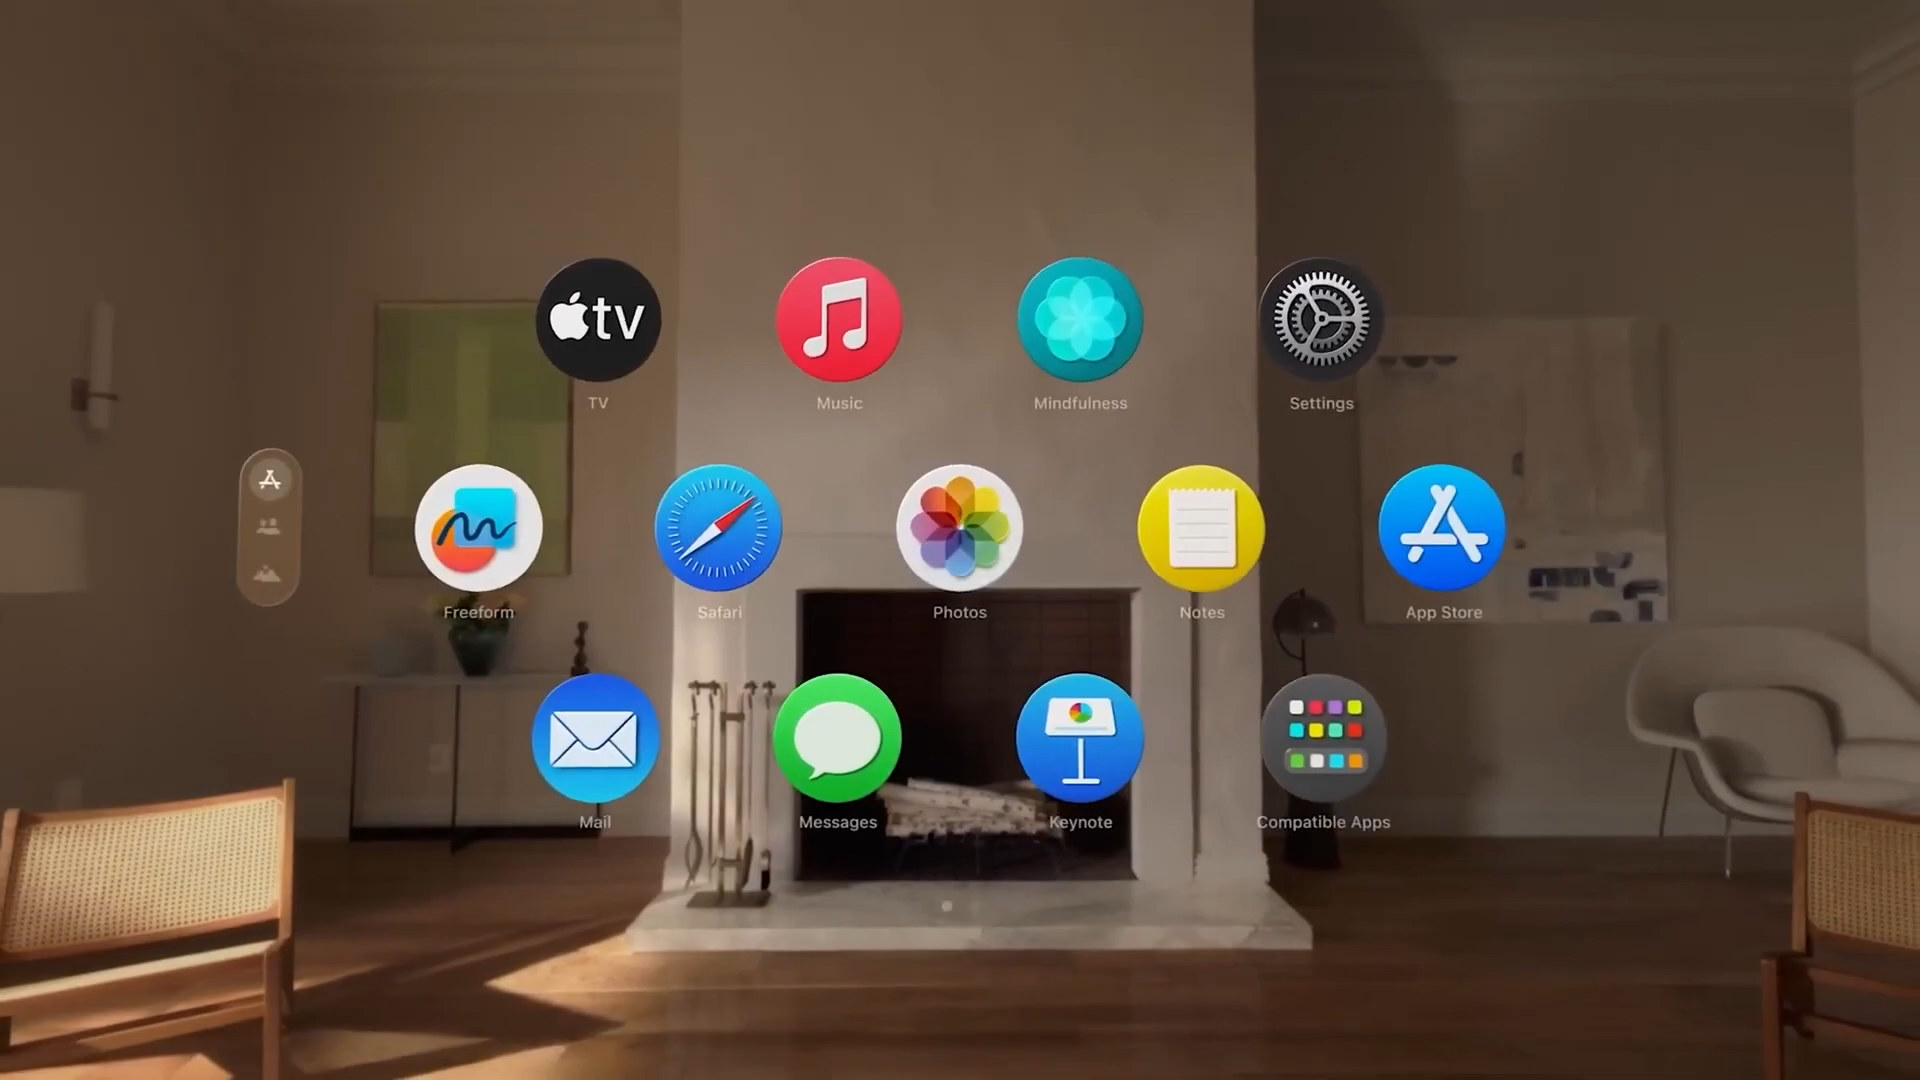 tv
TV
Music
Mindfulness
Settings
Freeform
Safari
Photos
Notes
App Store
Mail
Messages
Keynote
Compatible Apps